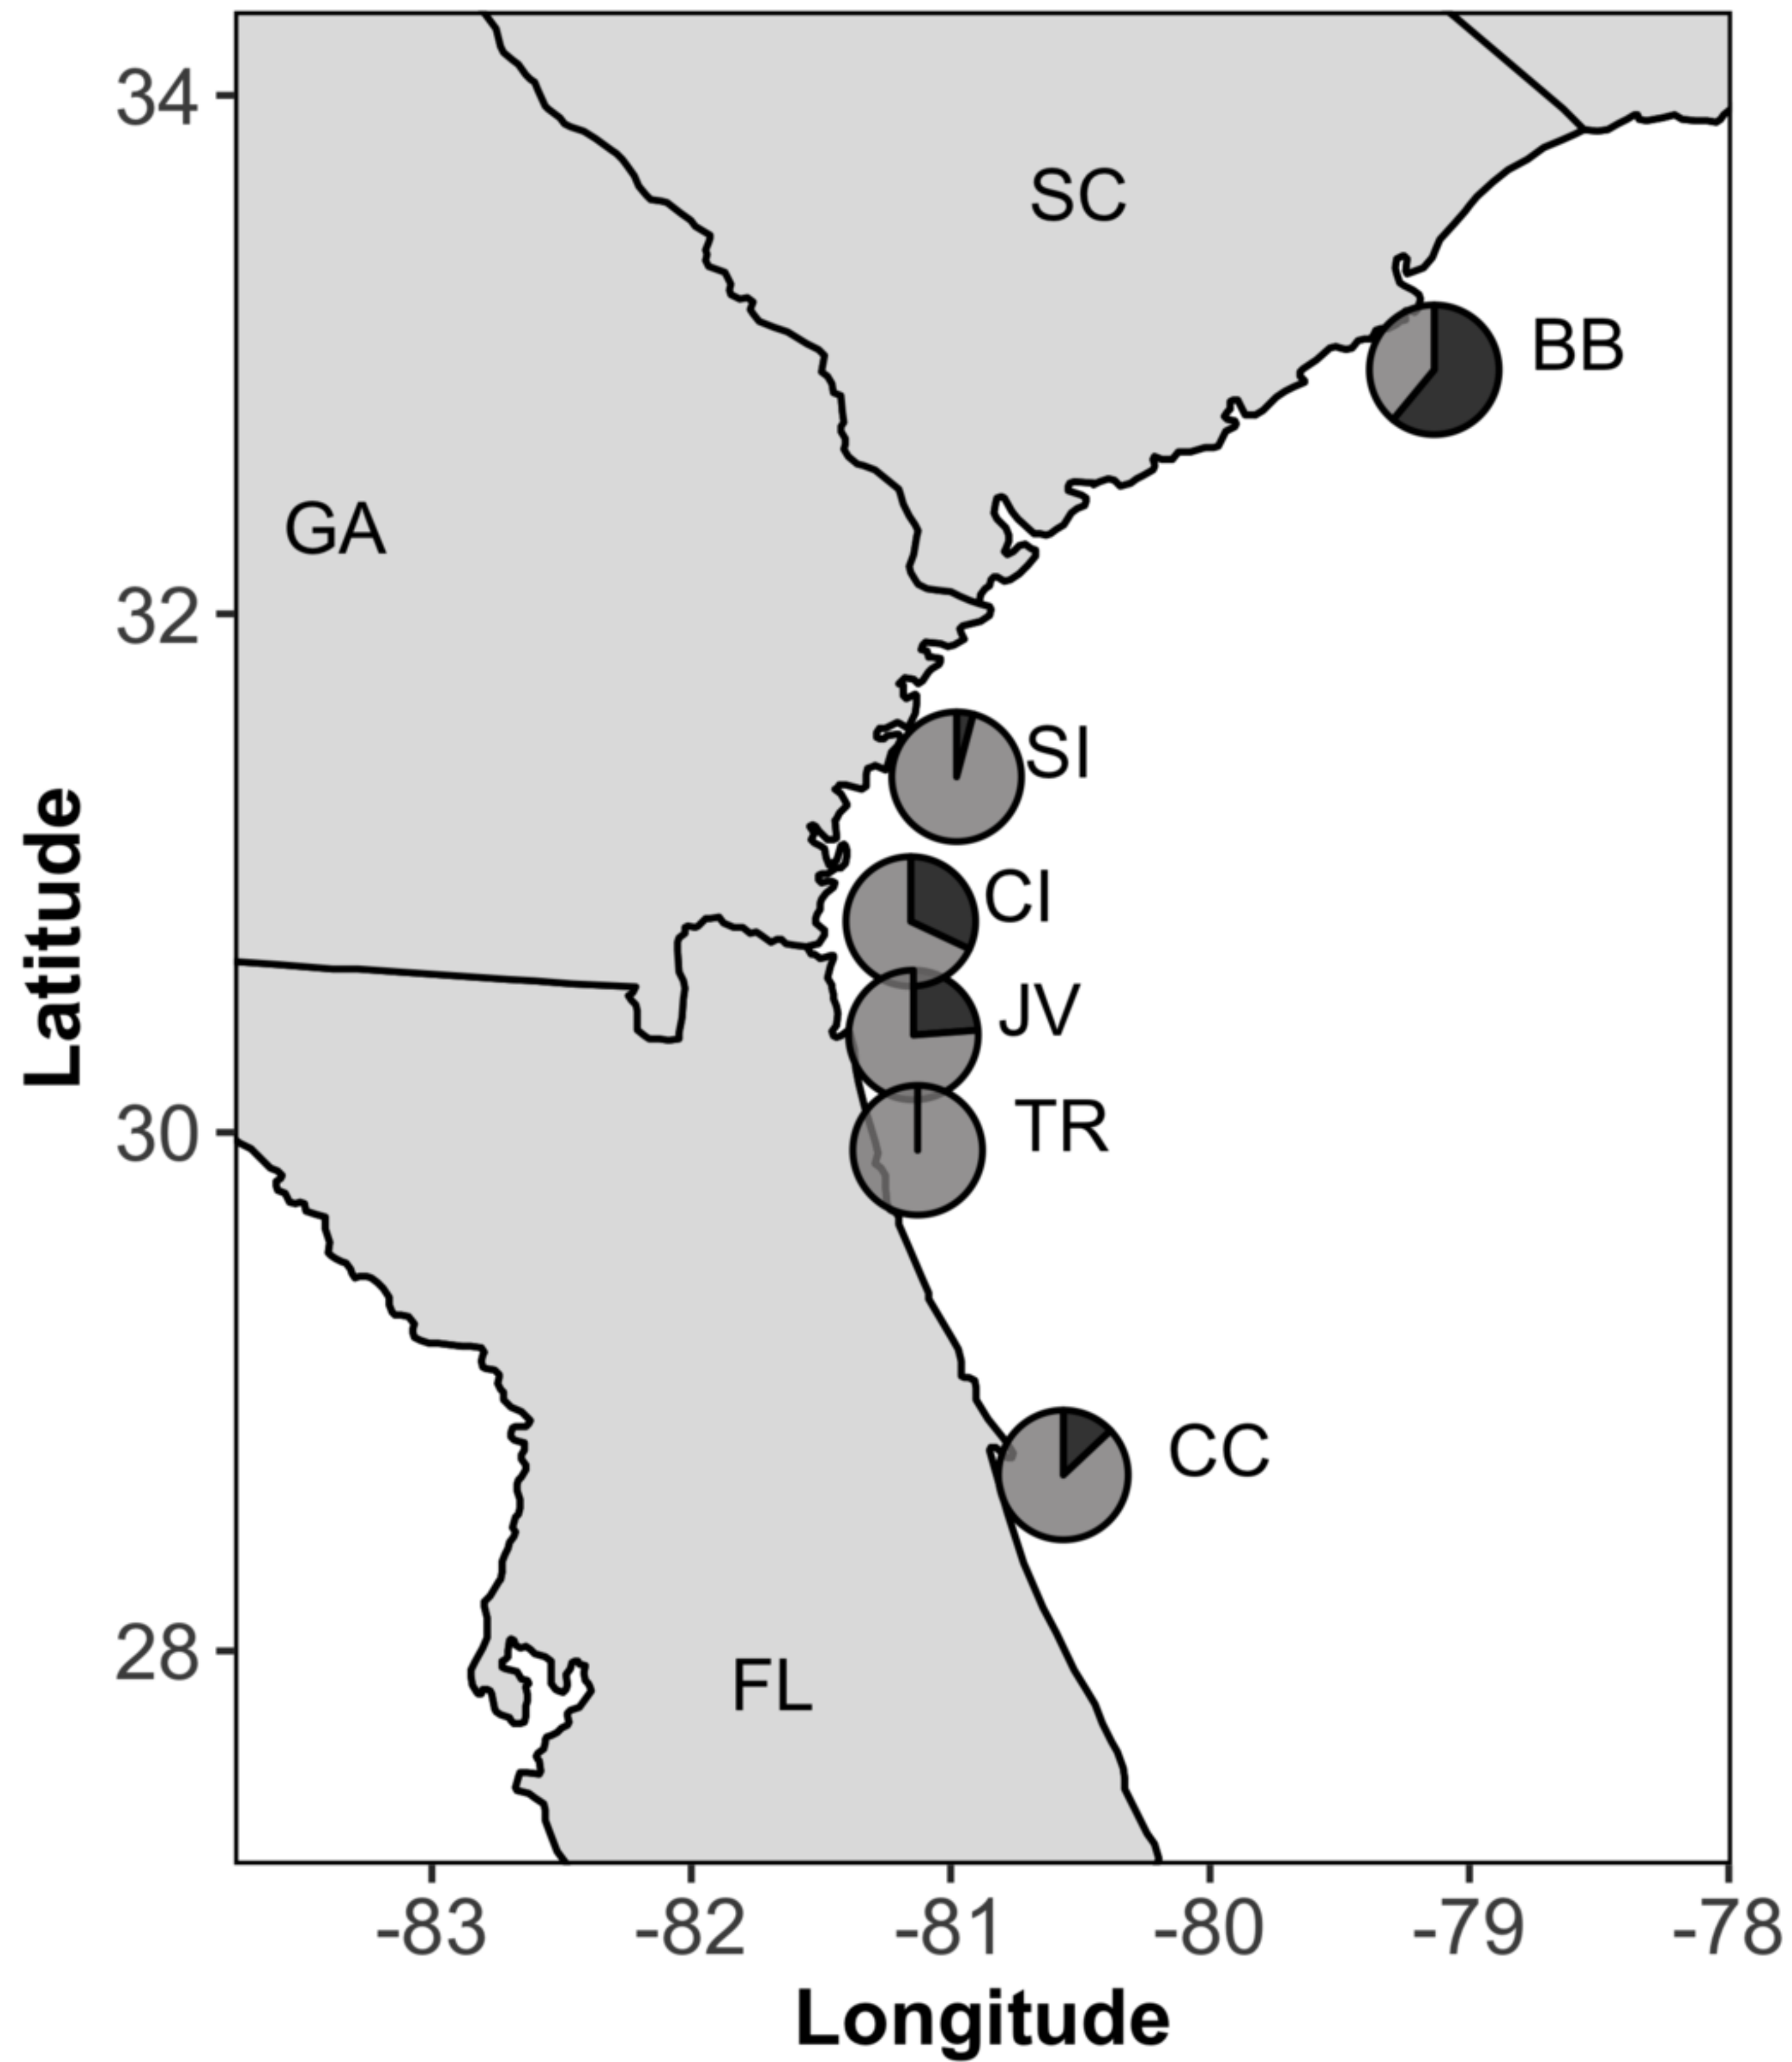 34
SC
BB
GA
32
SI
CI
JV
Latitude
TR
30
CC
28
FL
-83 -82 -81 -80 -79 -78
Longitude